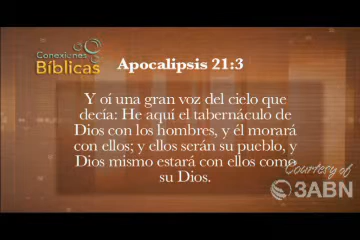 Conexiones
Bíblicas
Apocalipsis 21:3
Y oí una gran voz del cielo que
decía: He aquí el tabernáculo de
Dios con los hombres, y él morará
con ellos; y ellos serán su pueblo, y
Dios mismo estará con ellos como
su Dios.
Courtesy of
3ABN